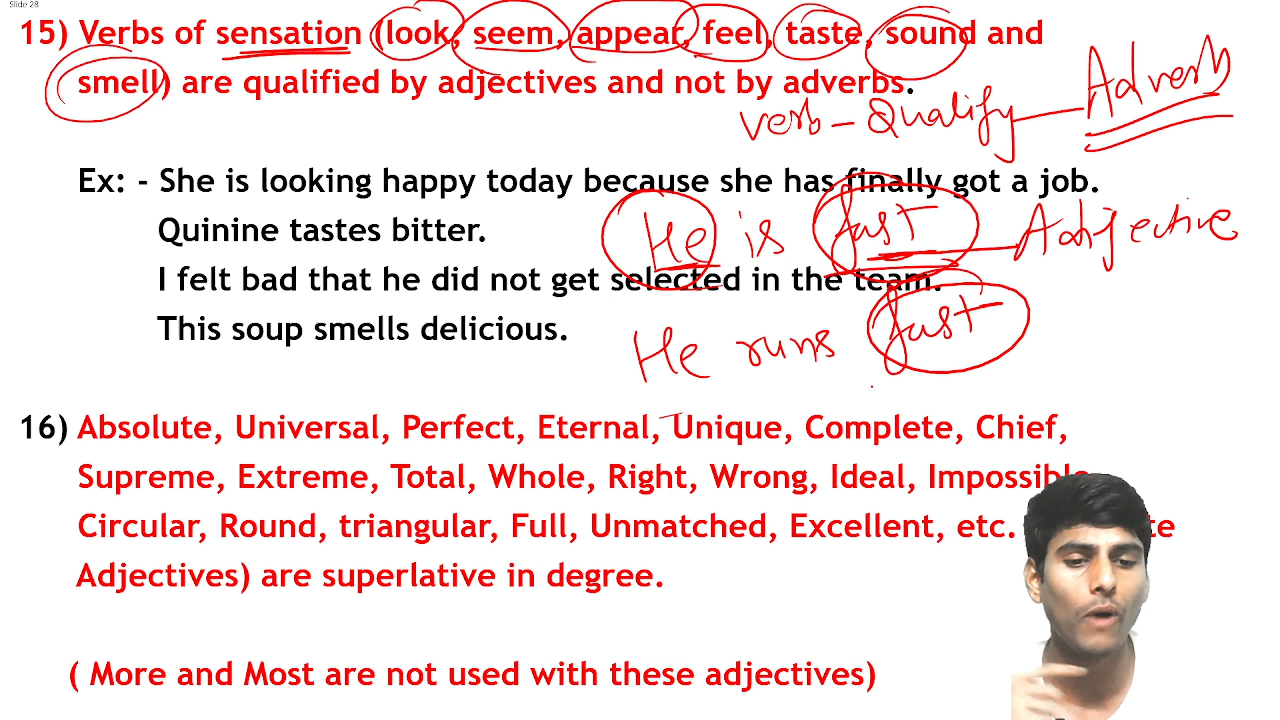 Slide 28
15) Verbs of sensation (look, seem, appear, feel, taste, sound and
smell) are qualified by adjectives and not by adverbs.
verb - Qualify - Adverb
Ex: - She is looking happy today because she has finally got a job.
He is fast - Adjective
Quinine tastes bitter.
I felt bad that he did not get selected in the team.
This soup smells delicious.
He runs fast
16) Absolute, Universal, Perfect, Eternal, Unique, Complete, Chief,
Supreme, Extreme, Total, Whole, Right, Wrong, Ideal, Impossible
Circular, Round, triangular, Full, Unmatched, Excellent, etc.
Adjectives) are superlative in degree.
( More and Most are not used with these adjectives)